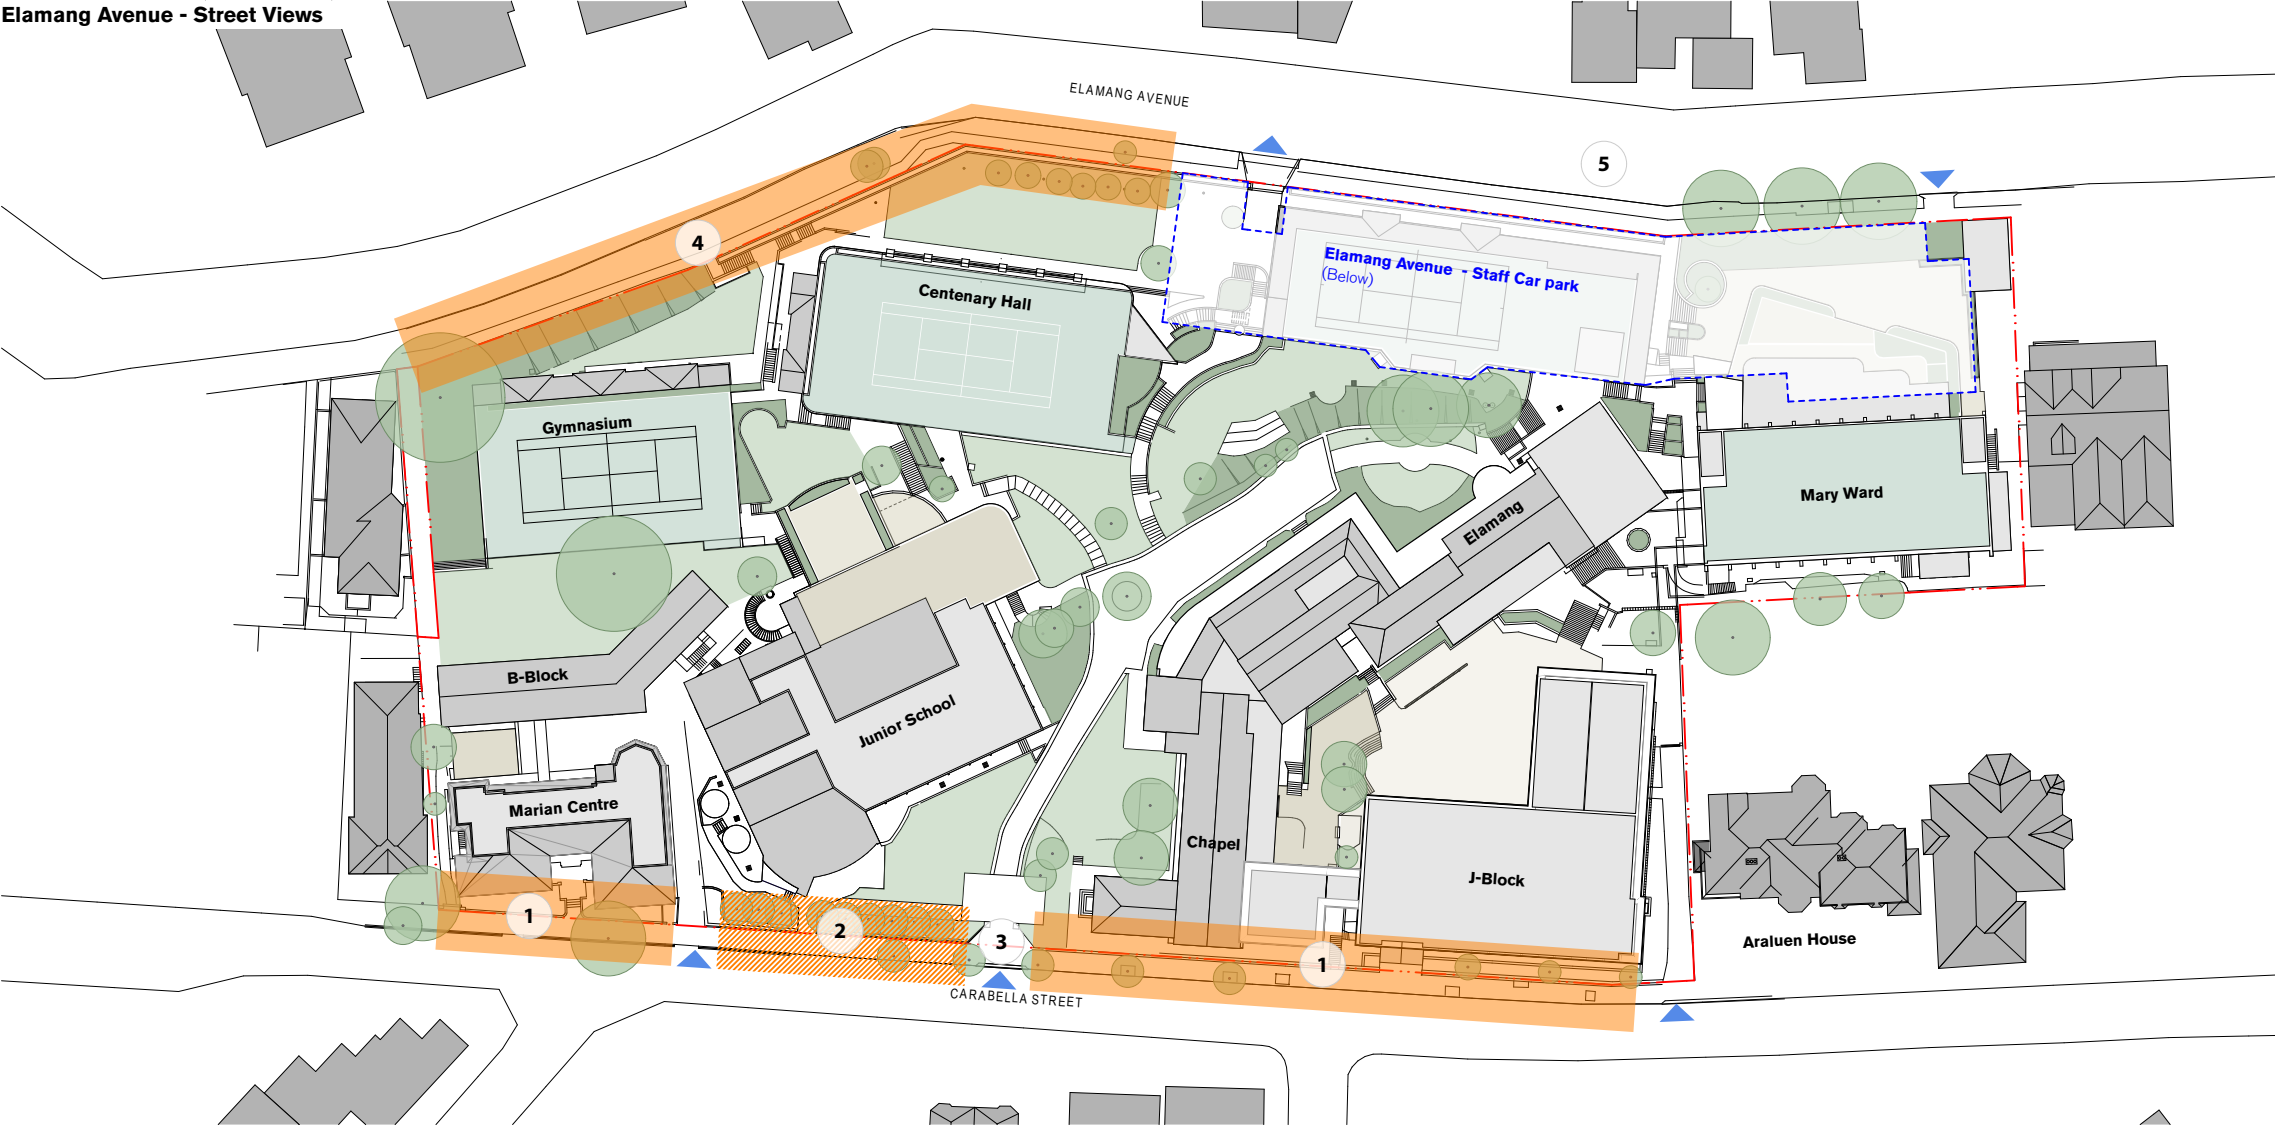 Elamang Avenue - Street Views
ELAMANG AVENUE
5
4
Elamang Avenue - Staff Car park
(Below)
Centenary Hall
Gymnasium
Mary Ward
Elamang
B-Block
Junior School
Marian Centre
Chapel
J-Block
Araluen House
1
2
3
1
CARABELLA STREET